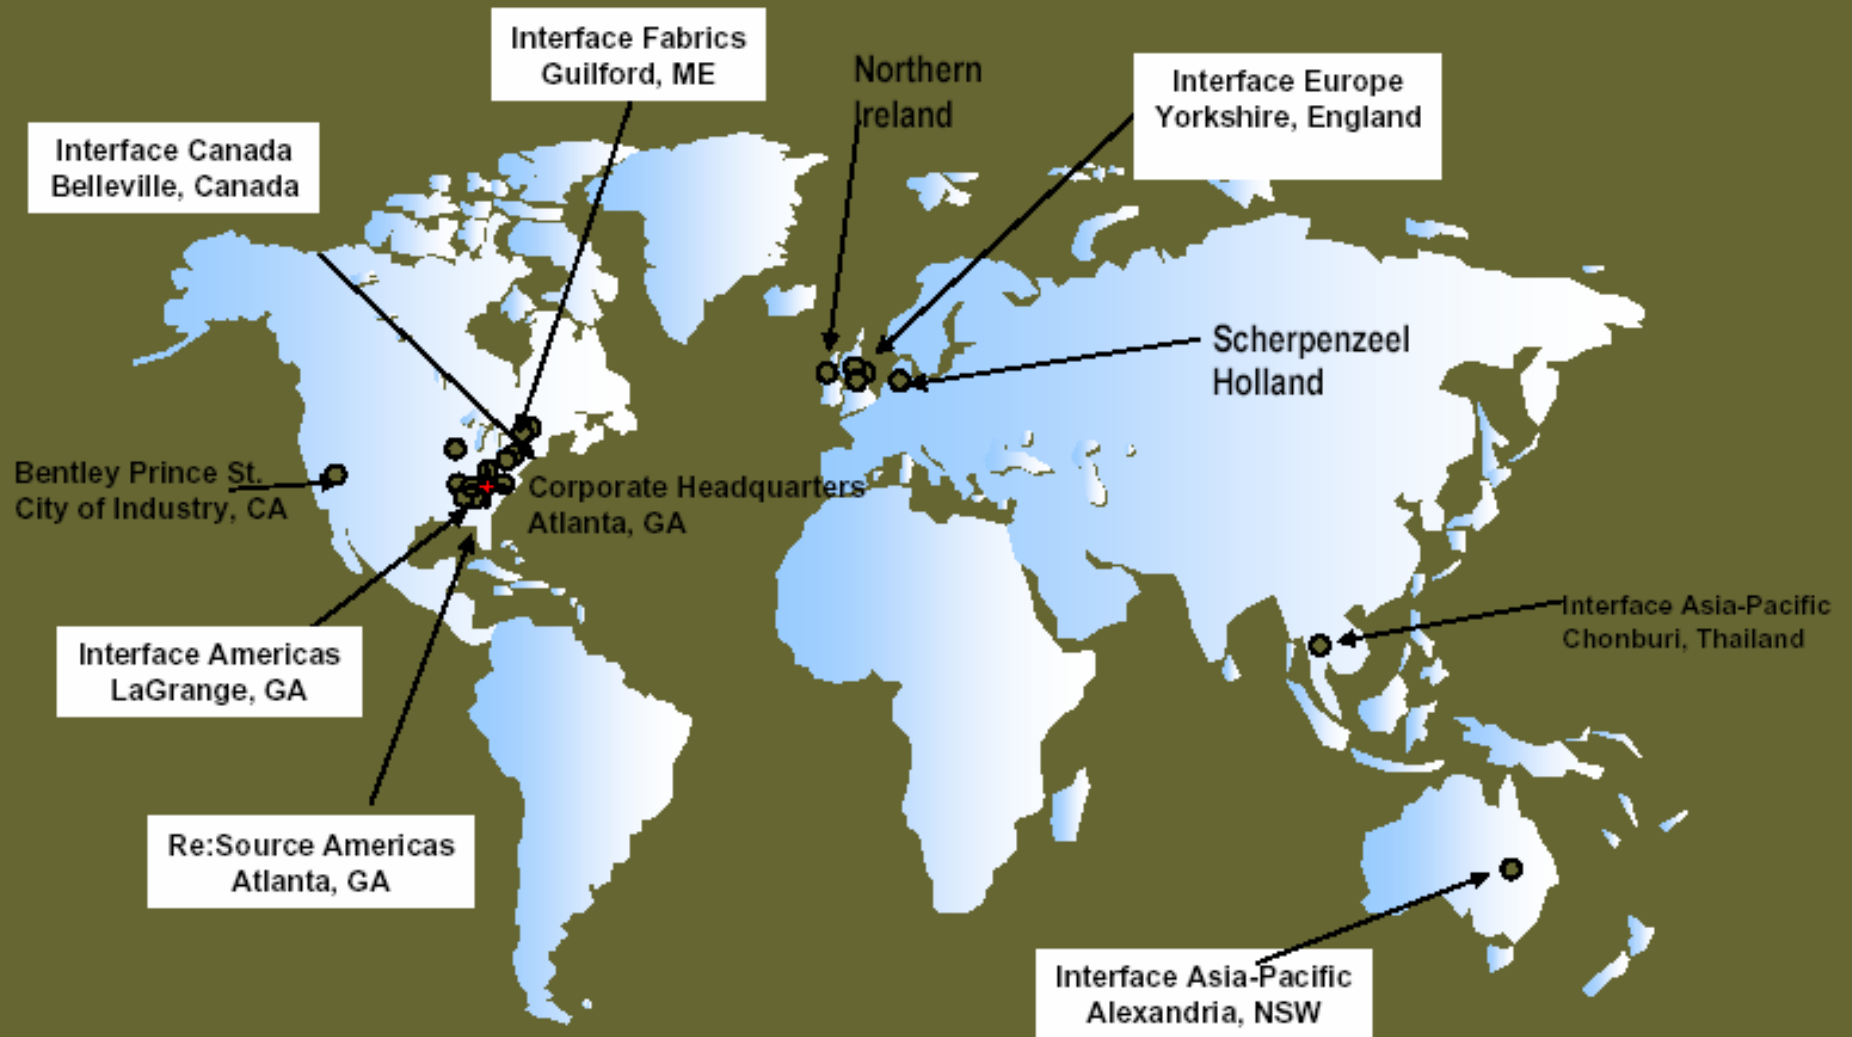 Interface Fabrics
Guilford, ME
Northern
Ireland
Interface Europe
Yorkshire, England
Interface Canada
Belleville, Canada
Scherpenzeel
Holland
Bentley Prince St.
City of Industry, CA
Corporate Headquarters
Atlanta, GA
Interface Asia-Pacific
Chonburi, Thailand
Interface Americas
LaGrange, GA
Re:Source Americas
Atlanta, GA
Interface Asia-Pacific
Alexandria, NSW